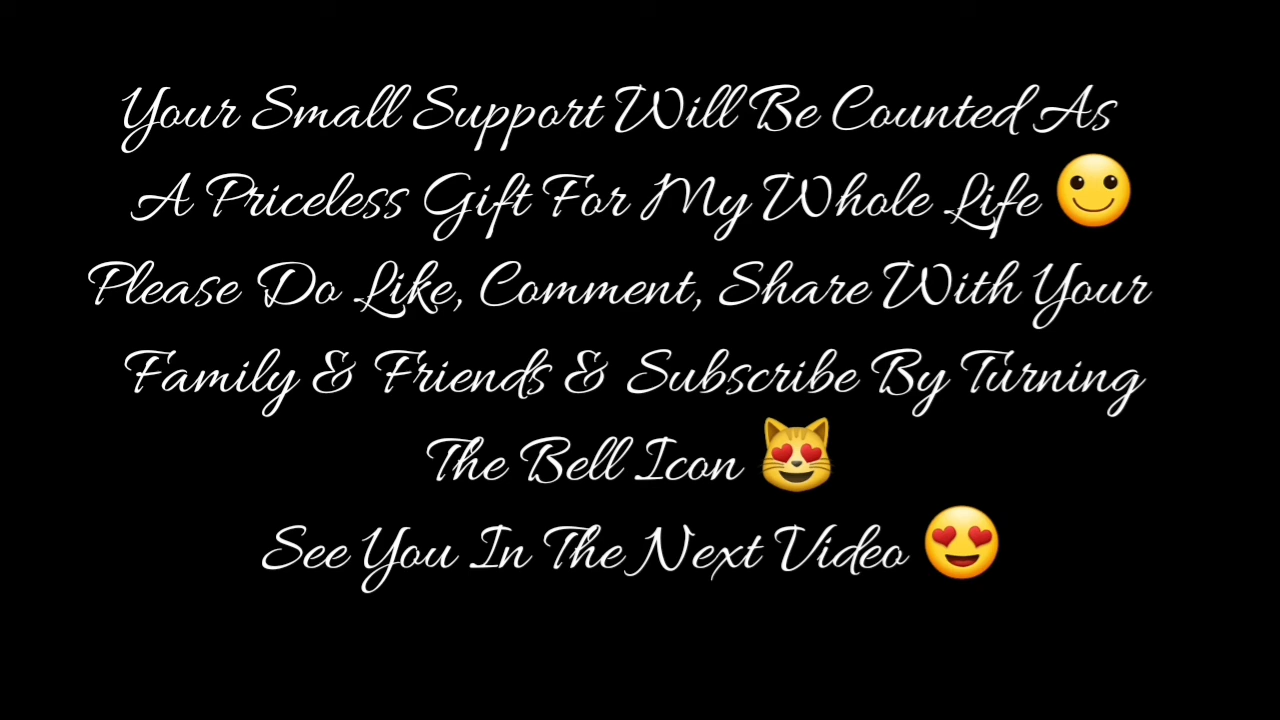 Your Small Support Will Be Counted As
A Priceless Gift For My Whole Life 🙂
Please Do Like, Comment, Share With Your
Family & Friends & Subscribe By Turning
The Bell Icon 😻
See You In The Next Video 😍